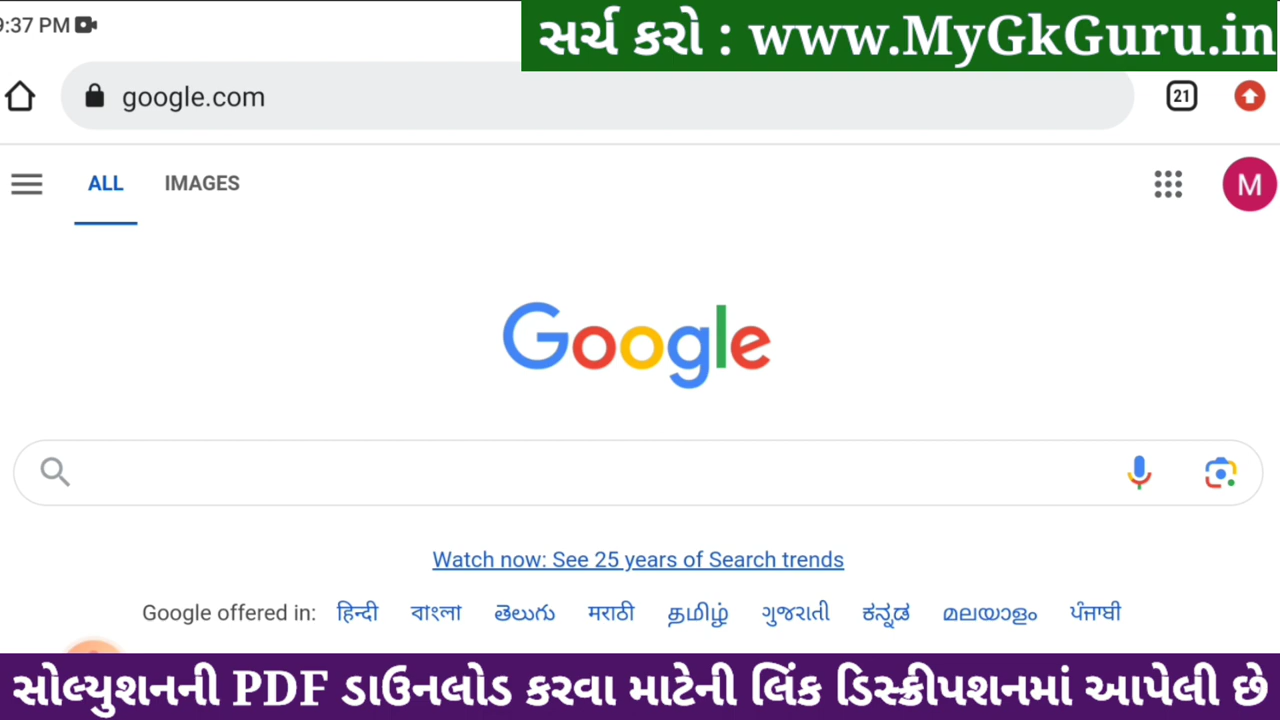 9:37 PM
સર્ચ કરો : www.MyGkGuru.in
google.com
21
ALL IMAGES
M
Google
Watch now: See 25 years of Search trends
Google offered in: हिन्दी বাংলা తెలుగు मराठी தமிழ் ગુજરાતી ಕನ್ನಡ മലയാളം ਪੰਜਾਬੀ
સોલ્યુશનની PDF ડાઉનલોડ કરવા માટેની લિંક ડિસ્ક્રીપશનમાં આપેલી છે